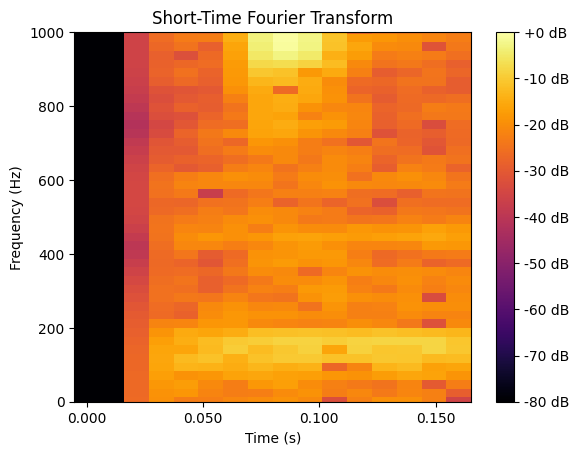 Short-Time Fourier Transform
1000
800
600
400
200
0
Frequency (Hz)
0.000
0.050
0.100
0.150
Time (s)
+0 dB
-10 dB
-20 dB
-30 dB
-40 dB
-50 dB
-60 dB
-70 dB
-80 dB